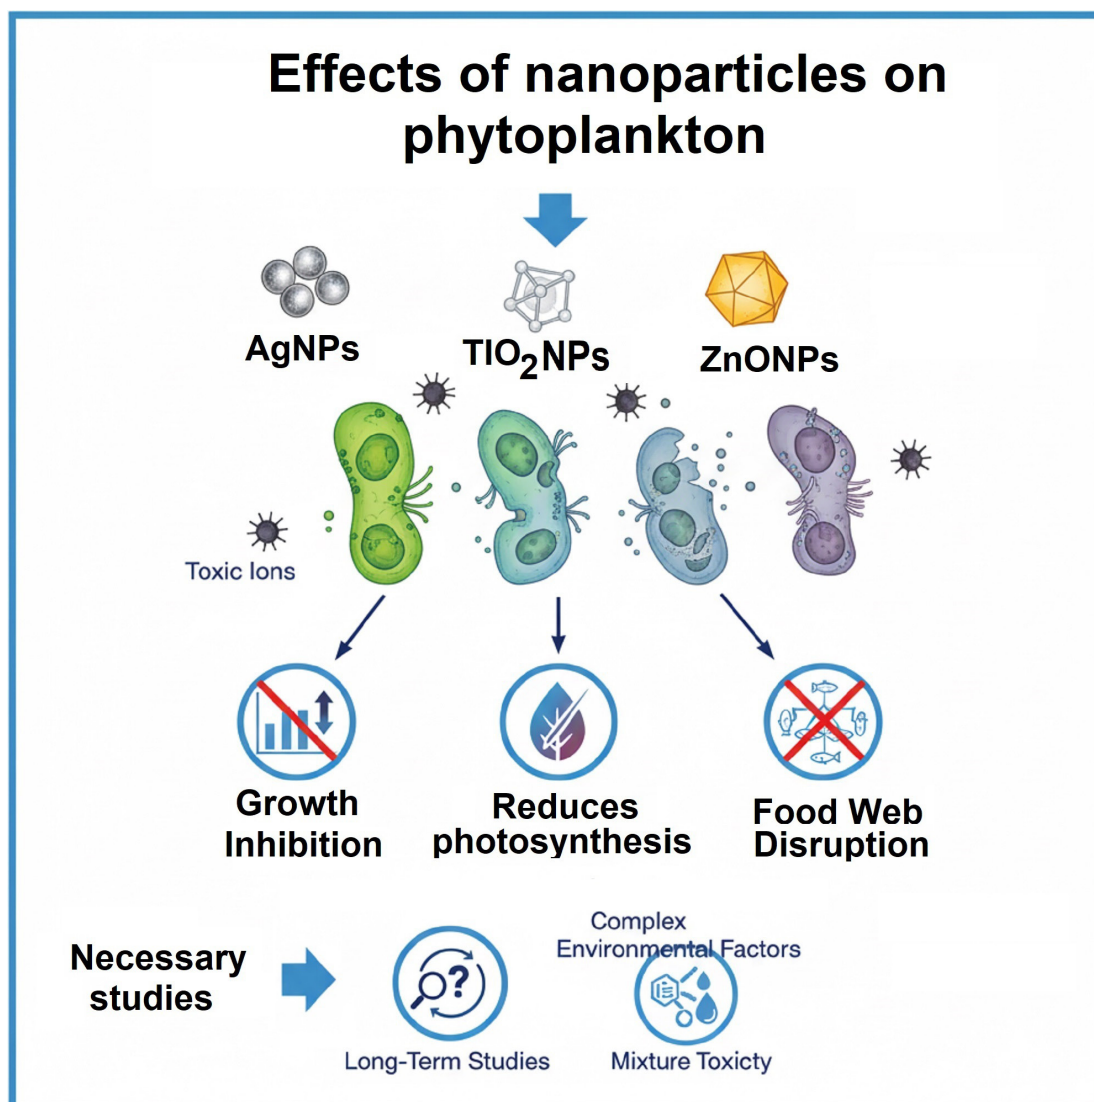 Effects of nanoparticles on
phytoplankton
AgNPs
TIO2NPs
ZnONPs
Toxic Ions
Growth
Inhibition
Reduces
photosynthesis
Food Web
Disruption
Necessary
studies
?
Long-Term Studies
Complex
Environmental Factors
Mixture Toxicty